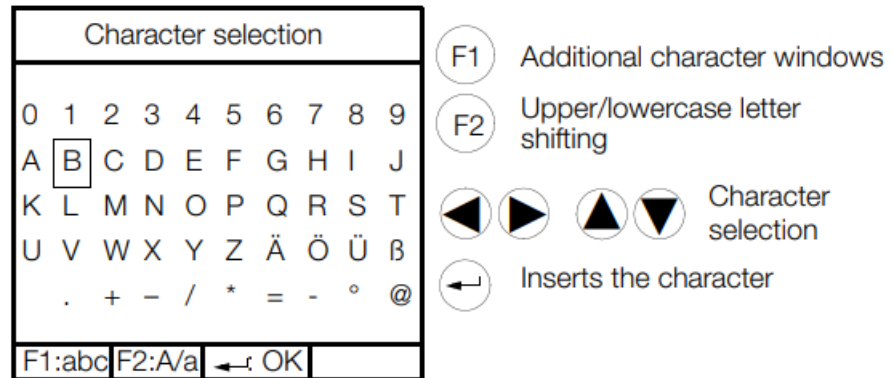 Character selection
0 1 2 3 4 5 6 7 8 9
A B C D E F G H I J
K L M N O P Q R S T
U V W X Y Z Ä Ö Ü ß
. + – / * = - ° @
F1:abc F2:A/a ↵: OK
F1 Additional character windows
F2 Upper/lowercase letter
shifting
◀ ▶ ▲ ▼ Character
selection
↵ Inserts the character